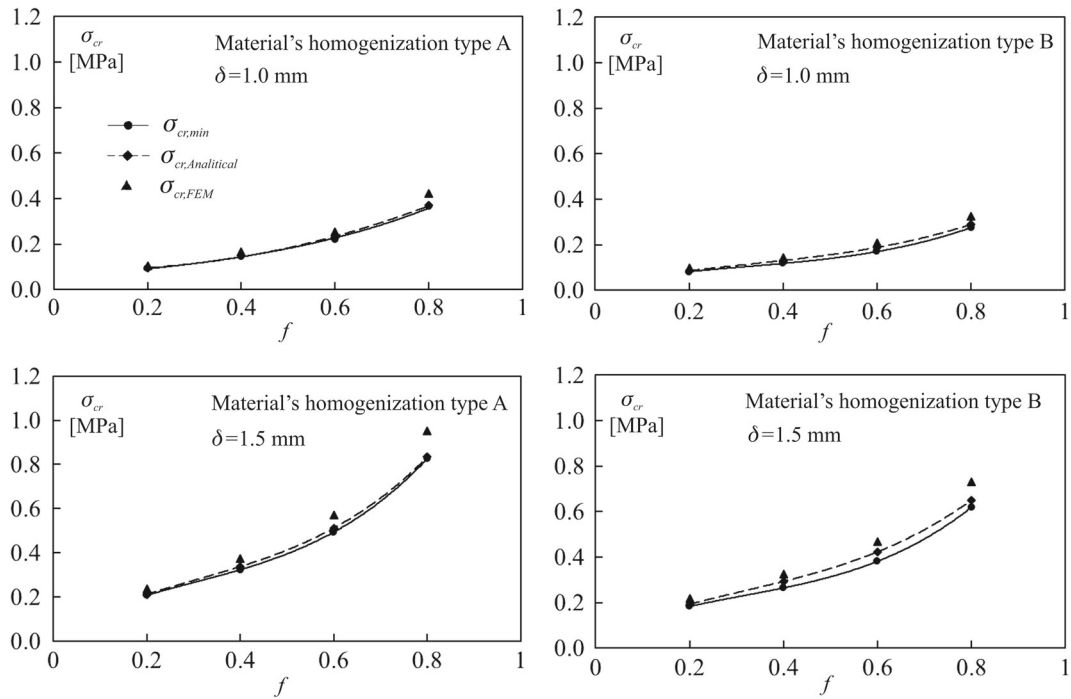 1.2
1.0
0.8
0.6
0.4
0.2
0.0
σcr
[MPa]
Material's homogenization type A
δ=1.0 mm
σcr,min
σcr,Analitical
σcr,FEM
0 0.2 0.4 0.6 0.8 1
f
1.2
1.0
0.8
0.6
0.4
0.2
0.0
σcr
[MPa]
Material's homogenization type B
δ=1.0 mm
0 0.2 0.4 0.6 0.8 1
f
1.2
1.0
0.8
0.6
0.4
0.2
0.0
σcr
[MPa]
Material's homogenization type A
δ=1.5 mm
0 0.2 0.4 0.6 0.8 1
f
1.2
1.0
0.8
0.6
0.4
0.2
0.0
σcr
[MPa]
Material's homogenization type B
δ=1.5 mm
0 0.2 0.4 0.6 0.8 1
f